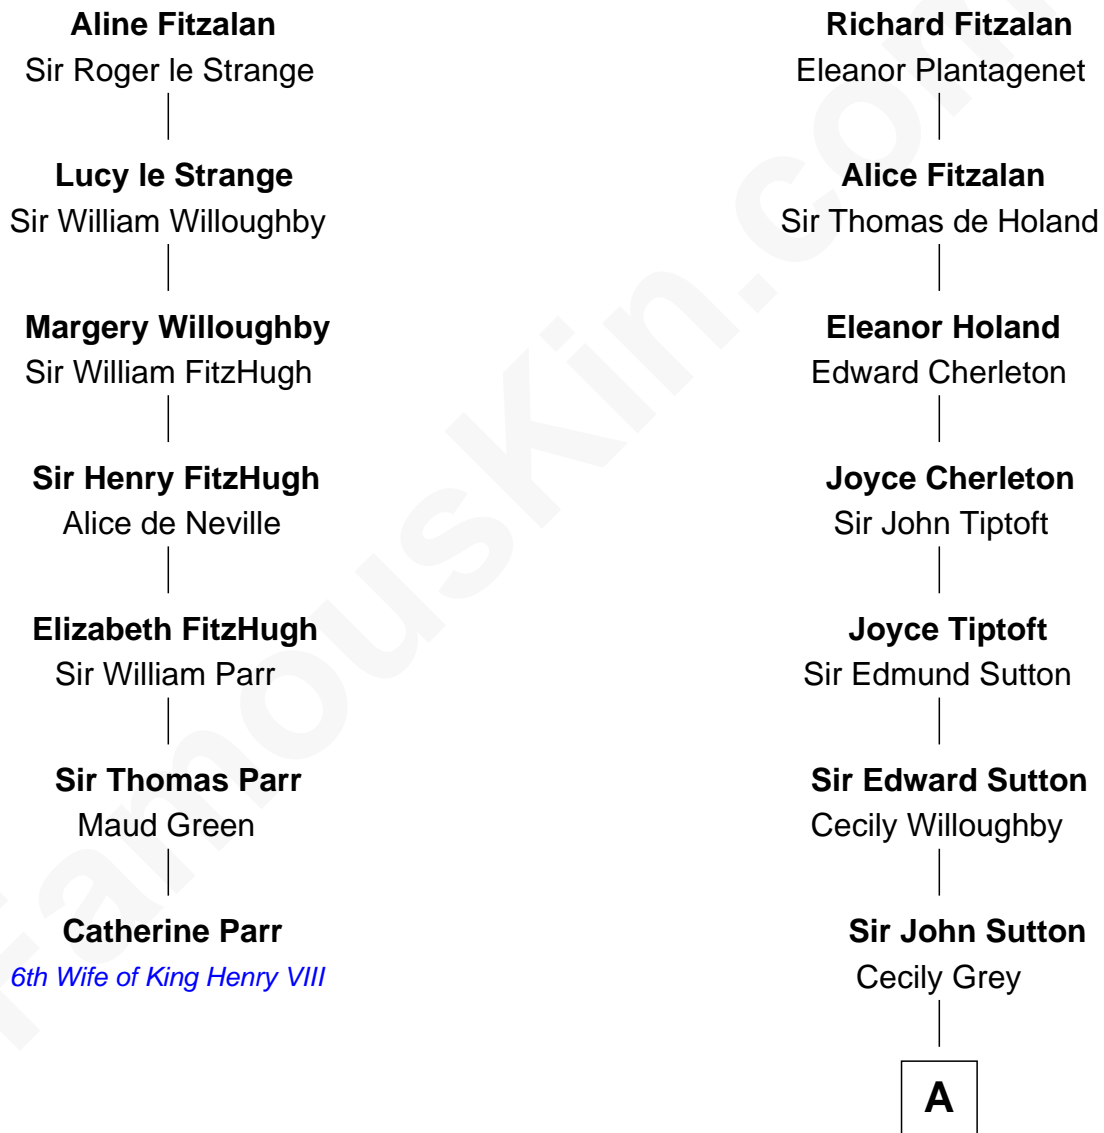 Aline Fitzalan
Sir Roger le Strange
Lucy le Strange
Sir William Willoughby
Margery Willoughby
Sir William FitzHugh
Sir Henry FitzHugh
Alice de Neville
Elizabeth FitzHugh
Sir William Parr
Sir Thomas Parr
Maud Green
Catherine Parr
6th Wife of King Henry VIII
Richard Fitzalan
Eleanor Plantagenet
Alice Fitzalan
Sir Thomas de Holand
Eleanor Holand
Edward Cherleton
Joyce Cherleton
Sir John Tiptoft
Joyce Tiptoft
Sir Edmund Sutton
Sir Edward Sutton
Cecily Willoughby
Sir John Sutton
Cecily Grey
A
FamousKin.com